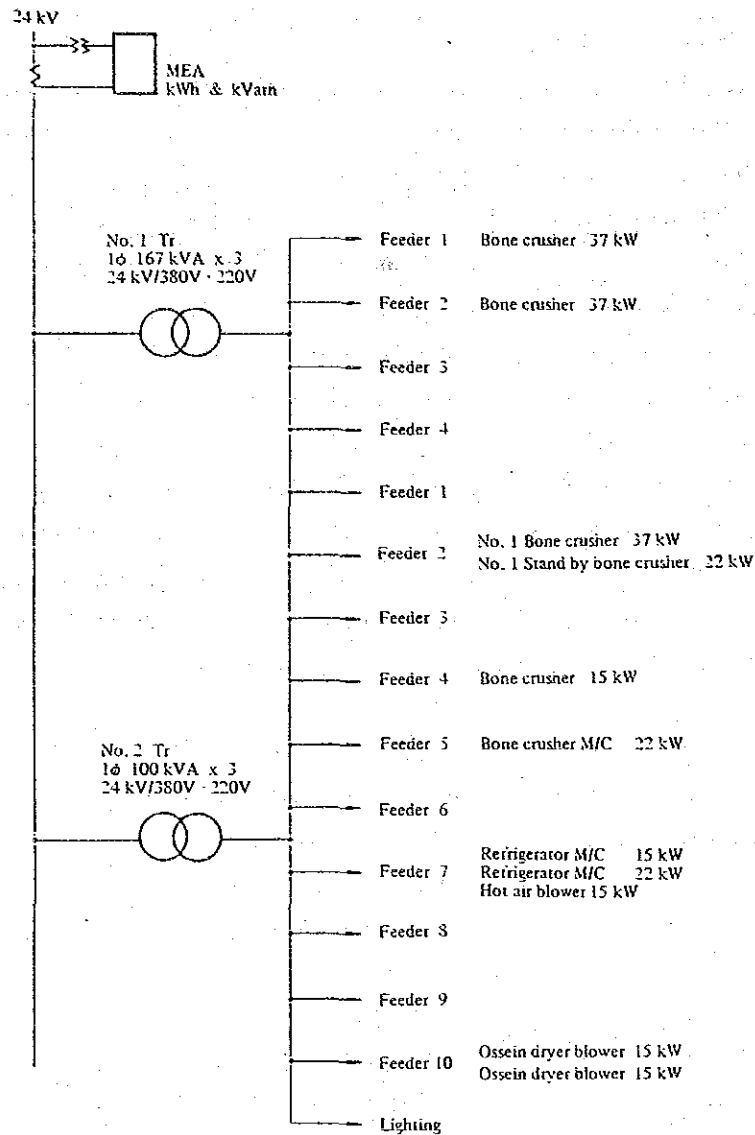 24 kV
MEA
kWh & kVarh
No. 1 Tr
1ϕ 167 kVA x 3
24 kV/380V - 220V
Feeder 1 Bone crusher 37 kW
Feeder 2 Bone crusher 37 kW
Feeder 3
Feeder 4
Feeder 1
Feeder 2 No. 1 Bone crusher 37 kW
No. 1 Stand by bone crusher 22 kW
Feeder 3
Feeder 4 Bone crusher 15 kW
No. 2 Tr
1ϕ 100 kVA x 3
24 kV/380V - 220V
Feeder 5 Bone crusher M/C 22 kW
Feeder 6
Feeder 7 Refrigerator M/C 15 kW
Refrigerator M/C 22 kW
Hot air blower 15 kW
Feeder 8
Feeder 9
Feeder 10 Ossein dryer blower 15 kW
Ossein dryer blower 15 kW
Lighting